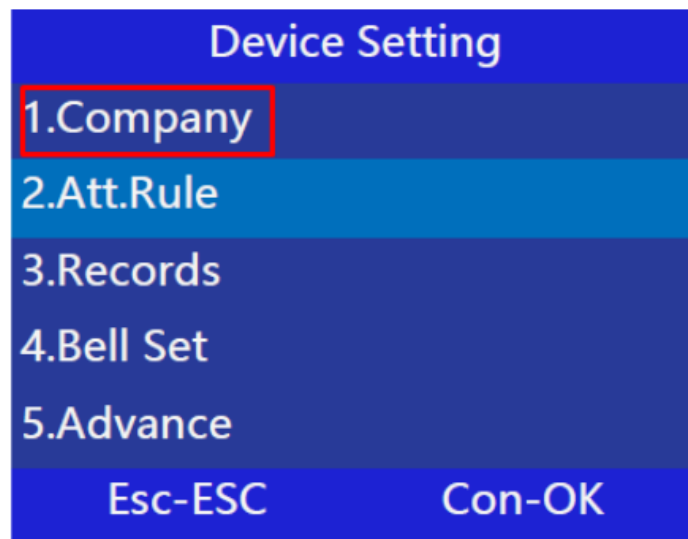 Device Setting
1.Company
2.Att.Rule
3.Records
4.Bell Set
5.Advance
Esc-ESC Con-OK